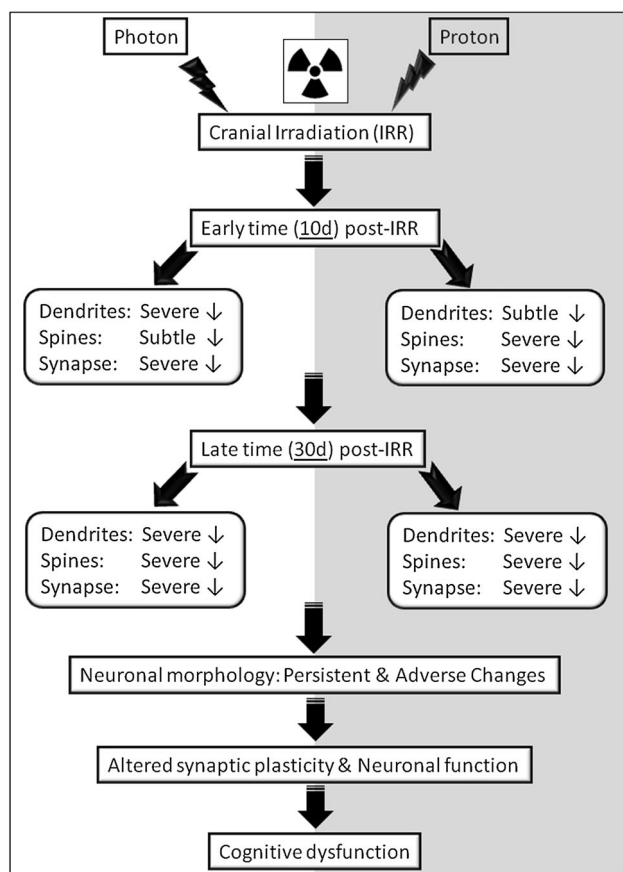 Photon
Proton
Cranial Irradiation (IRR)
Early time (10d) post-IRR
Dendrites: Severe ↓
Spines: Subtle ↓
Synapse: Severe ↓
Dendrites: Subtle ↓
Spines: Severe ↓
Synapse: Severe ↓
Late time (30d) post-IRR
Dendrites: Severe ↓
Spines: Severe ↓
Synapse: Severe ↓
Dendrites: Severe ↓
Spines: Severe ↓
Synapse: Severe ↓
Neuronal morphology: Persistent & Adverse Changes
Altered synaptic plasticity & Neuronal function
Cognitive dysfunction